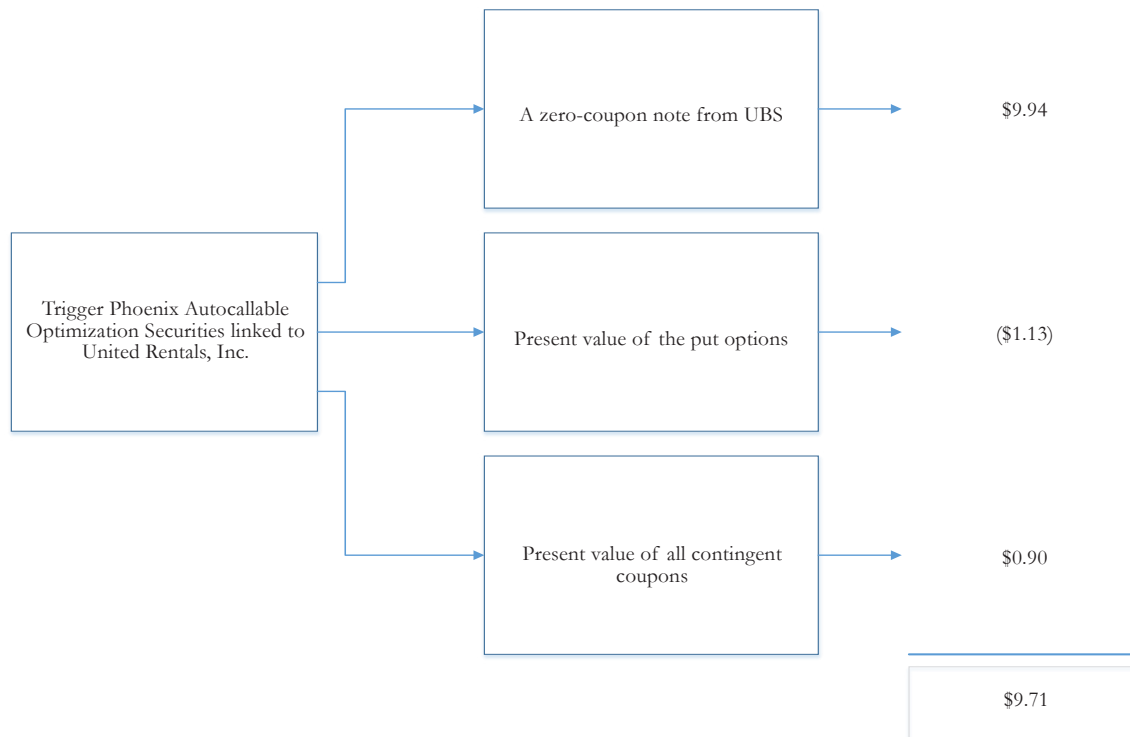 A zero-coupon note from UBS
$9.94
Trigger Phoenix Autocallable
Optimization Securities linked to
United Rentals, Inc.
Present value of the put options
($1.13)
Present value of all contingent
coupons
$0.90
$9.71